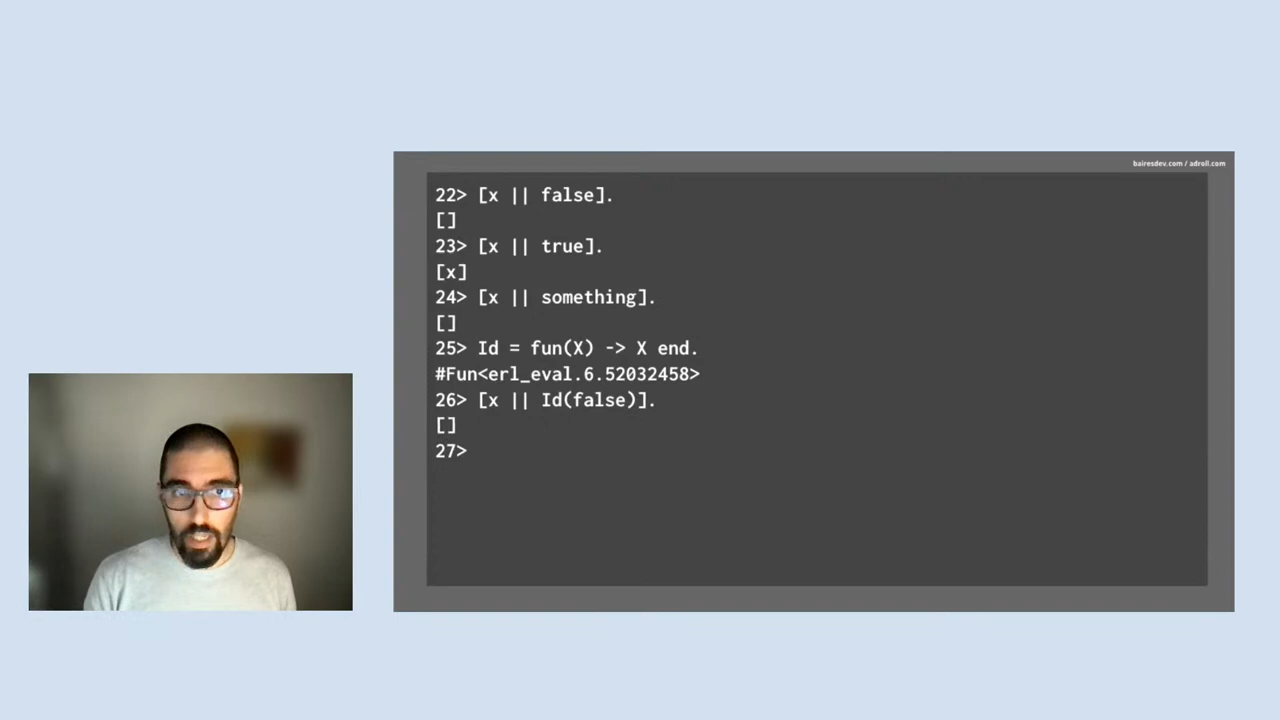 bairesdev.com / adroll.com
22> [x || false].
[]
23> [x || true].
[x]
24> [x || something].
[]
25> Id = fun(X) -> X end.
#Fun<erl_eval.6.52032458>
26> [x || Id(false)].
[]
27>